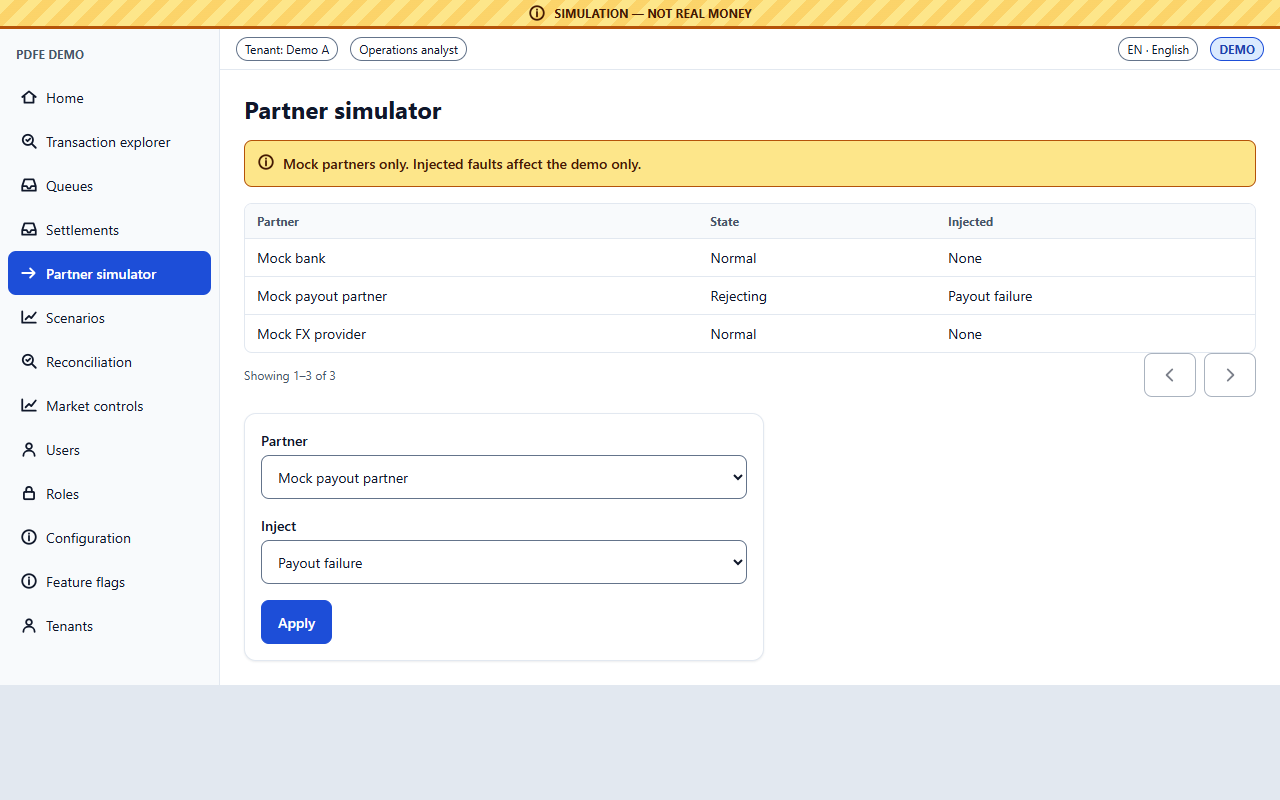 SIMULATION — NOT REAL MONEY
PDFE DEMO
Tenant: Demo A
Operations analyst
EN · English
DEMO
Home
Transaction explorer
Queues
Settlements
Partner simulator
Scenarios
Reconciliation
Market controls
Users
Roles
Configuration
Feature flags
Tenants
Partner simulator
Mock partners only. Injected faults affect the demo only.
Partner State Injected
Mock bank Normal None
Mock payout partner Rejecting Payout failure
Mock FX provider Normal None
Showing 1–3 of 3
Partner
Mock payout partner
Inject
Payout failure
Apply